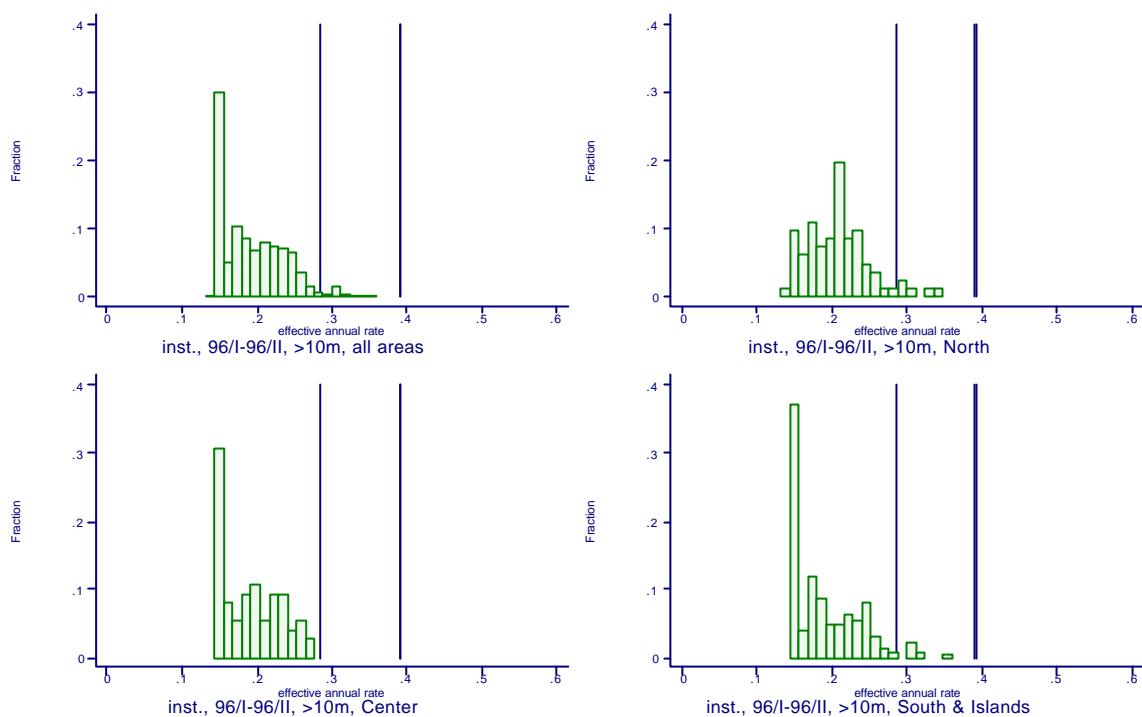 .4
.3
.2
.1
0
Fraction
0 .1 .2 .3 .4 .5 .6
effective annual rate
inst., 96/I-96/II, >10m, all areas
.4
.3
.2
.1
0
Fraction
0 .1 .2 .3 .4 .5 .6
effective annual rate
inst., 96/I-96/II, >10m, North
.4
.3
.2
.1
0
Fraction
0 .1 .2 .3 .4 .5 .6
effective annual rate
inst., 96/I-96/II, >10m, Center
.4
.3
.2
.1
0
Fraction
0 .1 .2 .3 .4 .5 .6
effective annual rate
inst., 96/I-96/II, >10m, South & Islands